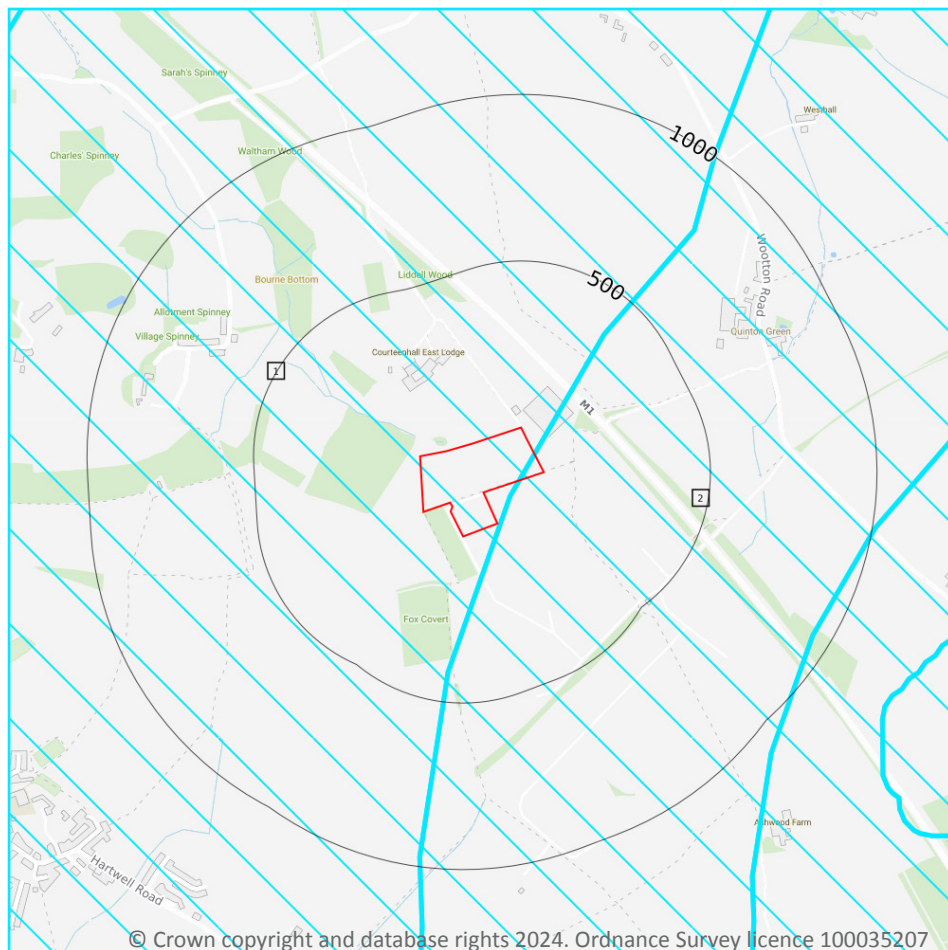 Sarah's Spinney
Westhall
1000
Charles' Spinney
Waltham Wood
Wootton Road
Liddell Wood
Bourne Bottom
500
Allotment Spinney
Village Spinney
Quinton Green
Courteenhall East Lodge
1
M1
2
Fox Covert
Ashwood Farm
Hartwell Road
© Crown copyright and database rights 2024. Ordnance Survey licence 100035207